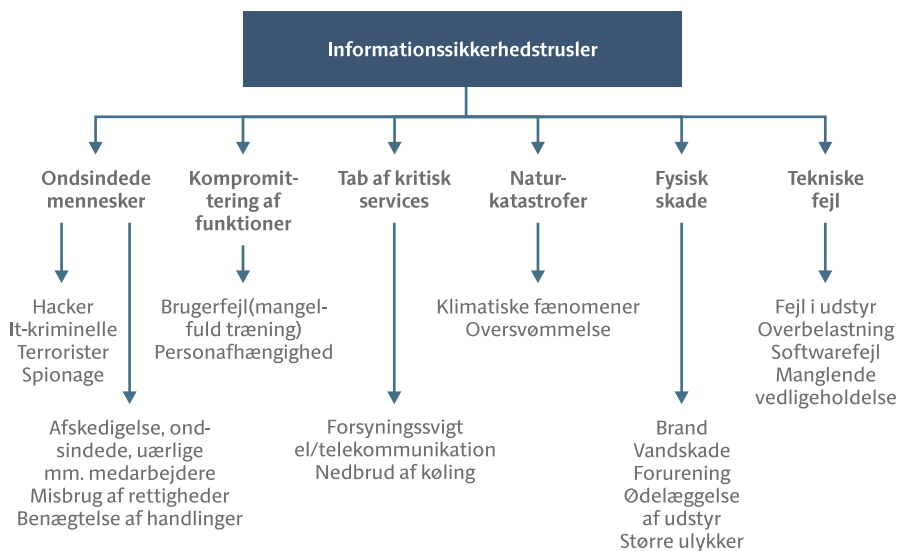 Informationssikkerhedstrusler
Ondsindede
mennesker
Kompromit-
tering af
funktioner
Tab af kritisk
services
Natur-
katastrofer
Fysisk
skade
Tekniske
fejl
Hacker
It-kriminelle
Terrorister
Spionage
Afskedigelse, ond-
sindede, uærlige
mm. medarbejdere
Misbrug af rettigheder
Benægtelse af handlinger
Brugerfejl(mangel-
fuld træning)
Personafhængighed
Forsyningssvigt
el/telekommunikation
Nedbrud af køling
Klimatiske fænomener
Oversvømmelse
Brand
Vandskade
Forurening
Ødelæggelse
af udstyr
Større ulykker
Fejl i udstyr
Overbelastning
Softwarefejl
Manglende
vedligeholdelse